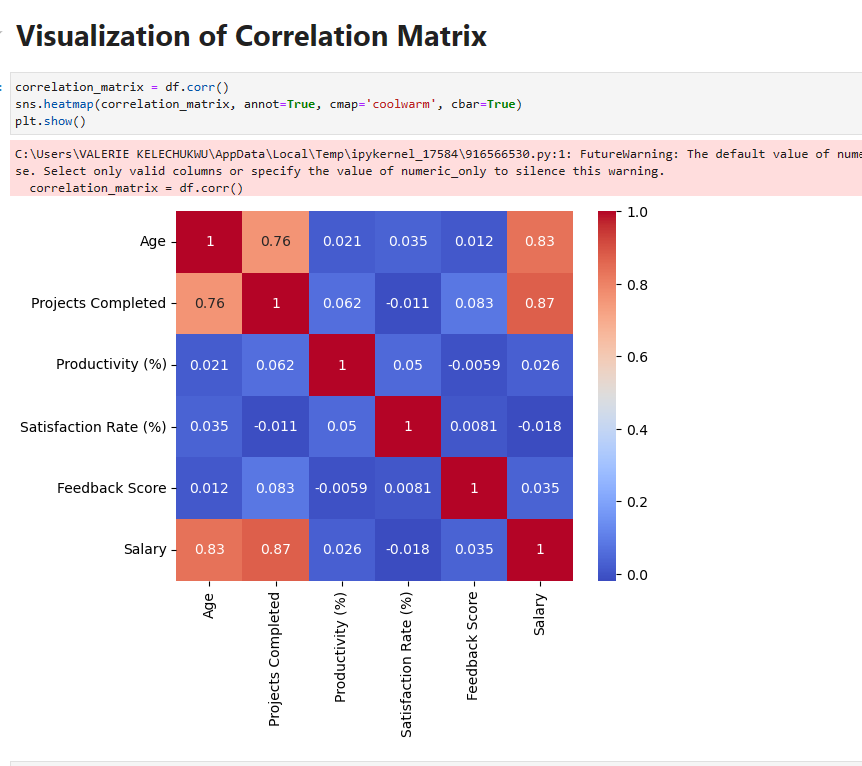 Visualization of Correlation Matrix
correlation_matrix = df.corr()
sns.heatmap(correlation_matrix, annot=True, cmap='coolwarm', cbar=True)
plt.show()
C:\Users\VALERIE KELECHUKWU\AppData\Local\Temp\ipykernel_17584\916566530.py:1: FutureWarning: The default value of nume
se. Select only valid columns or specify the value of numeric_only to silence this warning.
correlation_matrix = df.corr()
Age 1 0.76 0.021 0.035 0.012 0.83
Projects Completed 0.76 1 0.062 -0.011 0.083 0.87
Productivity (%) 0.021 0.062 1 0.05 -0.0059 0.026
Satisfaction Rate (%) 0.035 -0.011 0.05 1 0.0081 -0.018
Feedback Score 0.012 0.083 -0.0059 0.0081 1 0.035
Salary 0.83 0.87 0.026 -0.018 0.035 1
Age
Projects Completed
Productivity (%)
Satisfaction Rate (%)
Feedback Score
Salary
1.0
0.8
0.6
0.4
0.2
0.0